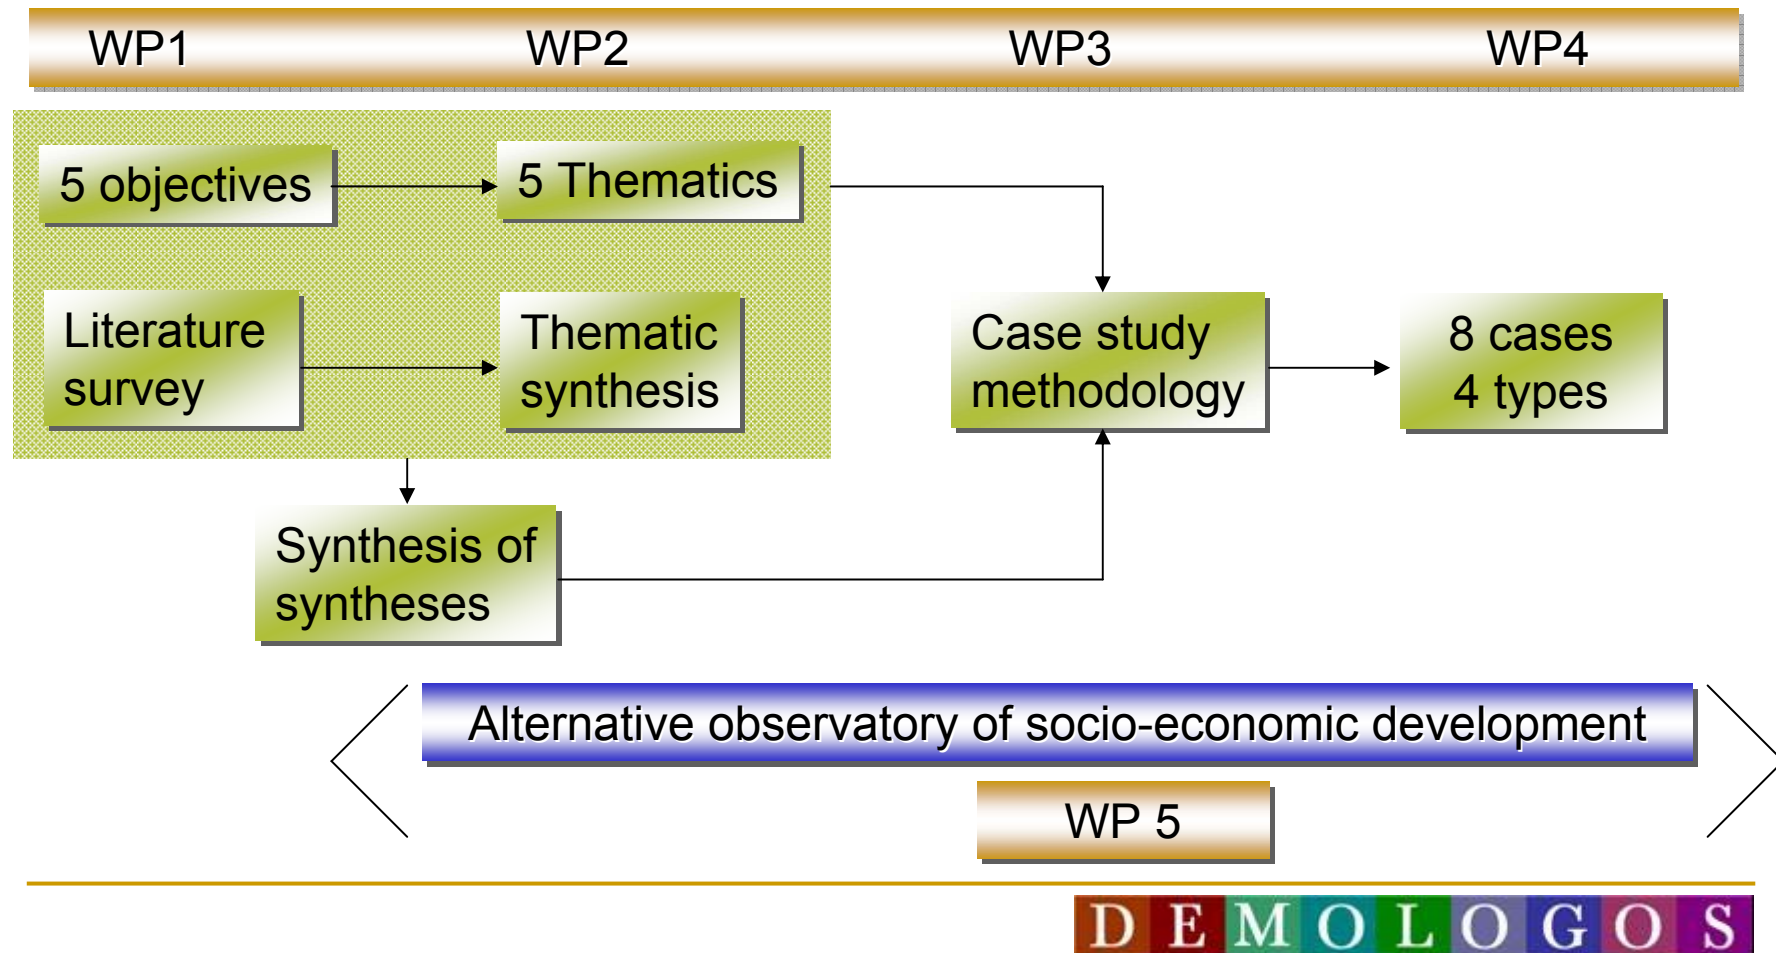 WP1 WP2 WP3 WP4
5 objectives
5 Thematics
Literature
survey
Thematic
synthesis
Case study
methodology
8 cases
4 types
Synthesis of
syntheses
Alternative observatory of socio-economic development
WP 5
DEMOLOGOS